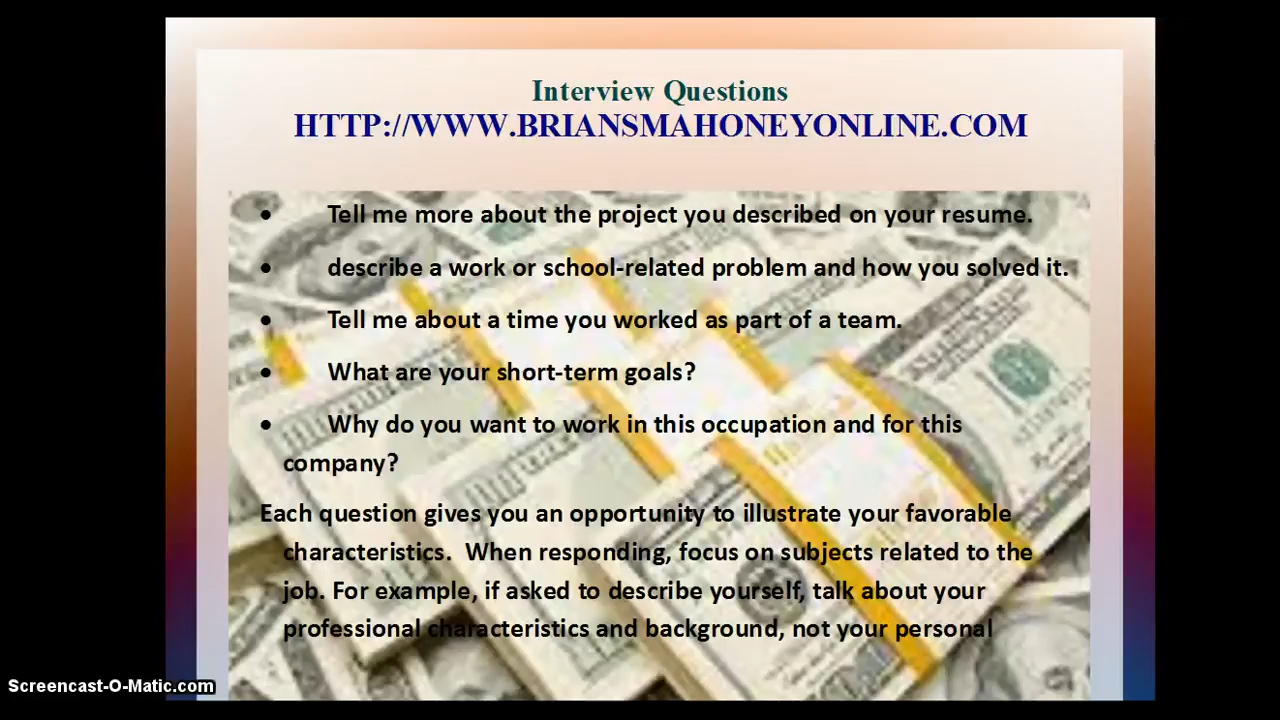 Interview Questions
HTTP://WWW.BRIANSMAHONEYONLINE.COM
• Tell me more about the project you described on your resume.
• describe a work or school-related problem and how you solved it.
• Tell me about a time you worked as part of a team.
• What are your short-term goals?
• Why do you want to work in this occupation and for this
company?
Each question gives you an opportunity to illustrate your favorable
characteristics.  When responding, focus on subjects related to the
job. For example, if asked to describe yourself, talk about your
professional characteristics and background, not your personal
Screencast-O-Matic.com